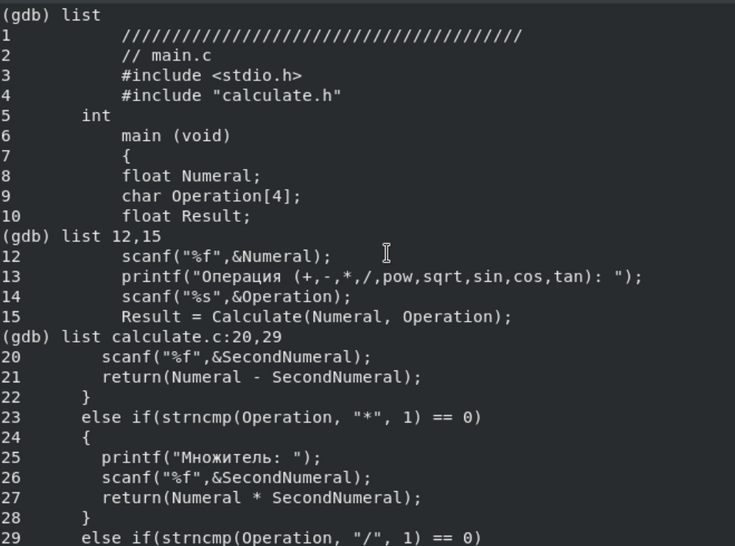 (gdb) list
1 ////////////////////////////////////////
2 // main.c
3 #include <stdio.h>
4 #include "calculate.h"
5 int
6 main (void)
7 {
8 float Numeral;
9 char Operation[4];
10 float Result;
(gdb) list 12,15
12 scanf("%f",&Numeral);
13 printf("Операция (+,-,*,/,pow,sqrt,sin,cos,tan): ");
14 scanf("%s",&Operation);
15 Result = Calculate(Numeral, Operation);
(gdb) list calculate.c:20,29
20 scanf("%f",&SecondNumeral);
21 return(Numeral - SecondNumeral);
22 }
23 else if(strncmp(Operation, "*", 1) == 0)
24 {
25 printf("Множитель: ");
26 scanf("%f",&SecondNumeral);
27 return(Numeral * SecondNumeral);
28 }
29 else if(strncmp(Operation, "/", 1) == 0)